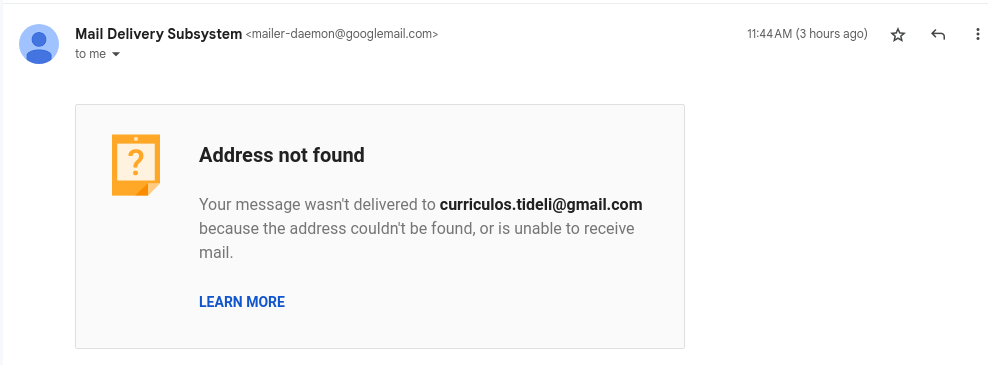 Mail Delivery Subsystem <mailer-daemon@googlemail.com>
11:44 AM (3 hours ago)
to me
?
Address not found
Your message wasn't delivered to curriculos.tideli@gmail.com
because the address couldn't be found, or is unable to receive
mail.
LEARN MORE